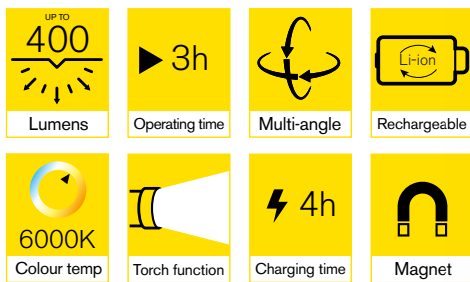 UP TO
400
Lumens
3h
Operating time
Multi-angle
Li-ion
Rechargeable
6000K
Colour temp
Torch function
4h
Charging time
Magnet